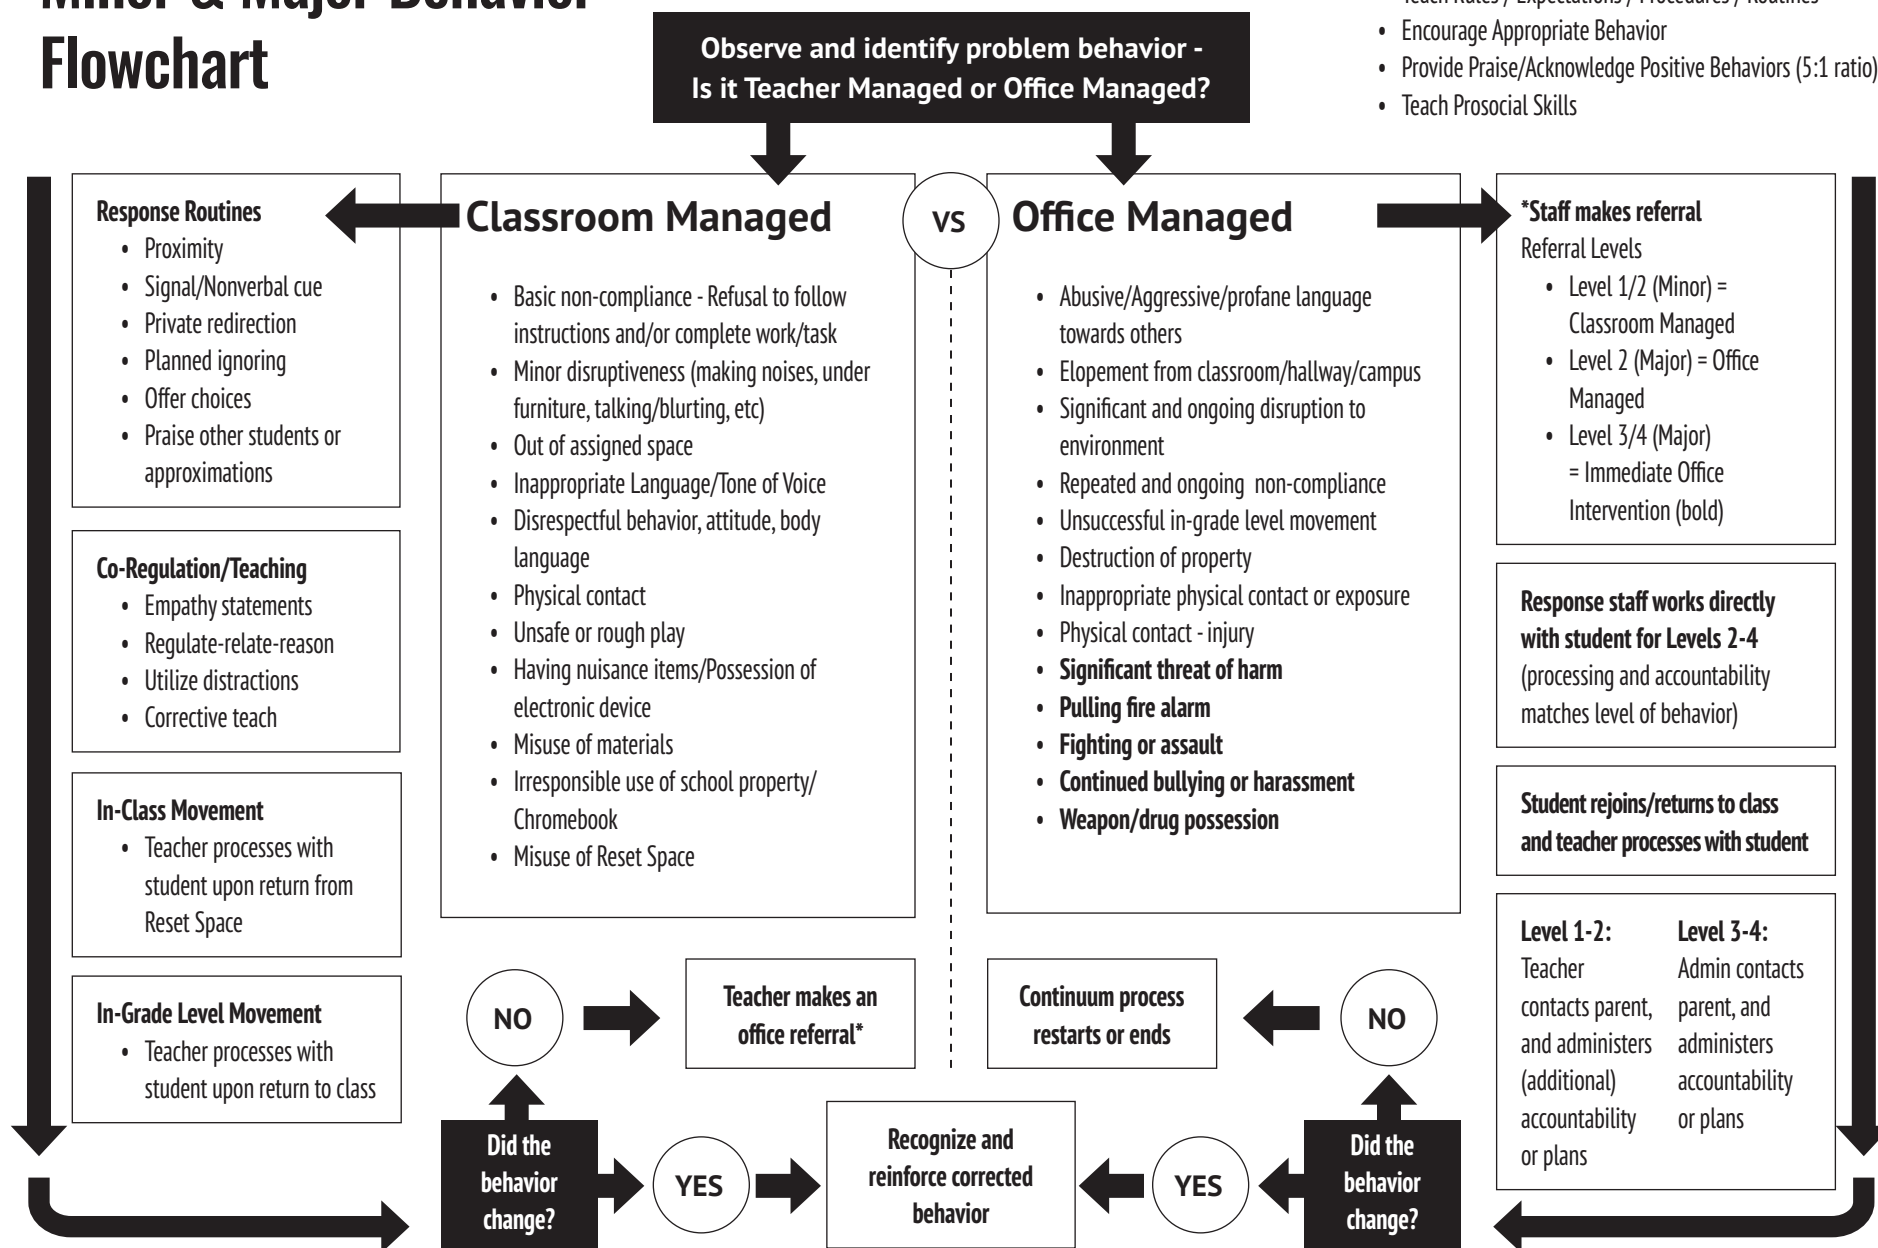 Minor & Major Behavior
Flowchart
Observe and identify problem behavior -
Is it Teacher Managed or Office Managed?
Teach Rules / Expectations / Procedures / Routines
• Encourage Appropriate Behavior
• Provide Praise/Acknowledge Positive Behaviors (5:1 ratio)
• Teach Prosocial Skills
Response Routines
• Proximity
• Signal/Nonverbal cue
• Private redirection
• Planned ignoring
• Offer choices
• Praise other students or
approximations
Co-Regulation/Teaching
• Empathy statements
• Regulate-relate-reason
• Utilize distractions
• Corrective teach
In-Class Movement
• Teacher processes with
student upon return from
Reset Space
In-Grade Level Movement
• Teacher processes with
student upon return to class
Classroom Managed
• Basic non-compliance - Refusal to follow
instructions and/or complete work/task
• Minor disruptiveness (making noises, under
furniture, talking/blurting, etc)
• Out of assigned space
• Inappropriate Language/Tone of Voice
• Disrespectful behavior, attitude, body
language
• Physical contact
• Unsafe or rough play
• Having nuisance items/Possession of
electronic device
• Misuse of materials
• Irresponsible use of school property/
Chromebook
• Misuse of Reset Space
VS
Office Managed
• Abusive/Aggressive/profane language
towards others
• Elopement from classroom/hallway/campus
• Significant and ongoing disruption to
environment
• Repeated and ongoing non-compliance
• Unsuccessful in-grade level movement
• Destruction of property
• Inappropriate physical contact or exposure
• Physical contact - injury
• Significant threat of harm
• Pulling fire alarm
• Fighting or assault
• Continued bullying or harassment
• Weapon/drug possession
*Staff makes referral
Referral Levels
• Level 1/2 (Minor) =
Classroom Managed
• Level 2 (Major) = Office
Managed
• Level 3/4 (Major)
= Immediate Office
Intervention (bold)
Response staff works directly
with student for Levels 2-4
(processing and accountability
matches level of behavior)
Student rejoins/returns to class
and teacher processes with student
Level 1-2:
Teacher
contacts parent,
and administers
(additional)
accountability
or plans
Level 3-4:
Admin contacts
parent, and
administers
accountability
or plans
NO
Teacher makes an
office referral*
Continuum process
restarts or ends
NO
Did the
behavior
change?
YES
Recognize and
reinforce corrected
behavior
YES
Did the
behavior
change?